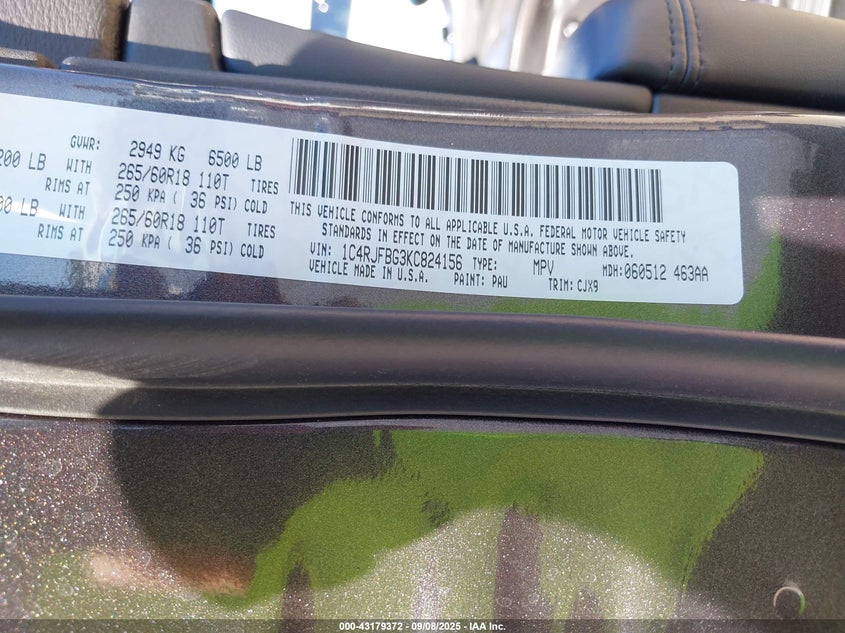 GVWR: 2949 KG 6500 LB
200 LB WITH 265/60R18 110T TIRES
RIMS AT 250 KPA ( 36 PSI) COLD
00 LB WITH 265/60R18 110T TIRES
RIMS AT 250 KPA ( 36 PSI) COLD
THIS VEHICLE CONFORMS TO ALL APPLICABLE U.S.A. FEDERAL MOTOR VEHICLE SAFETY
STANDARDS IN EFFECT ON THE DATE OF MANUFACTURE SHOWN ABOVE.
VIN: 1C4RJFBG3KC824156 TYPE: MPV MDH:060512 463AA
VEHICLE MADE IN U.S.A. PAINT: PAU TRIM: CJX9
000-43179372 - 09/08/2025 - IAA Inc.